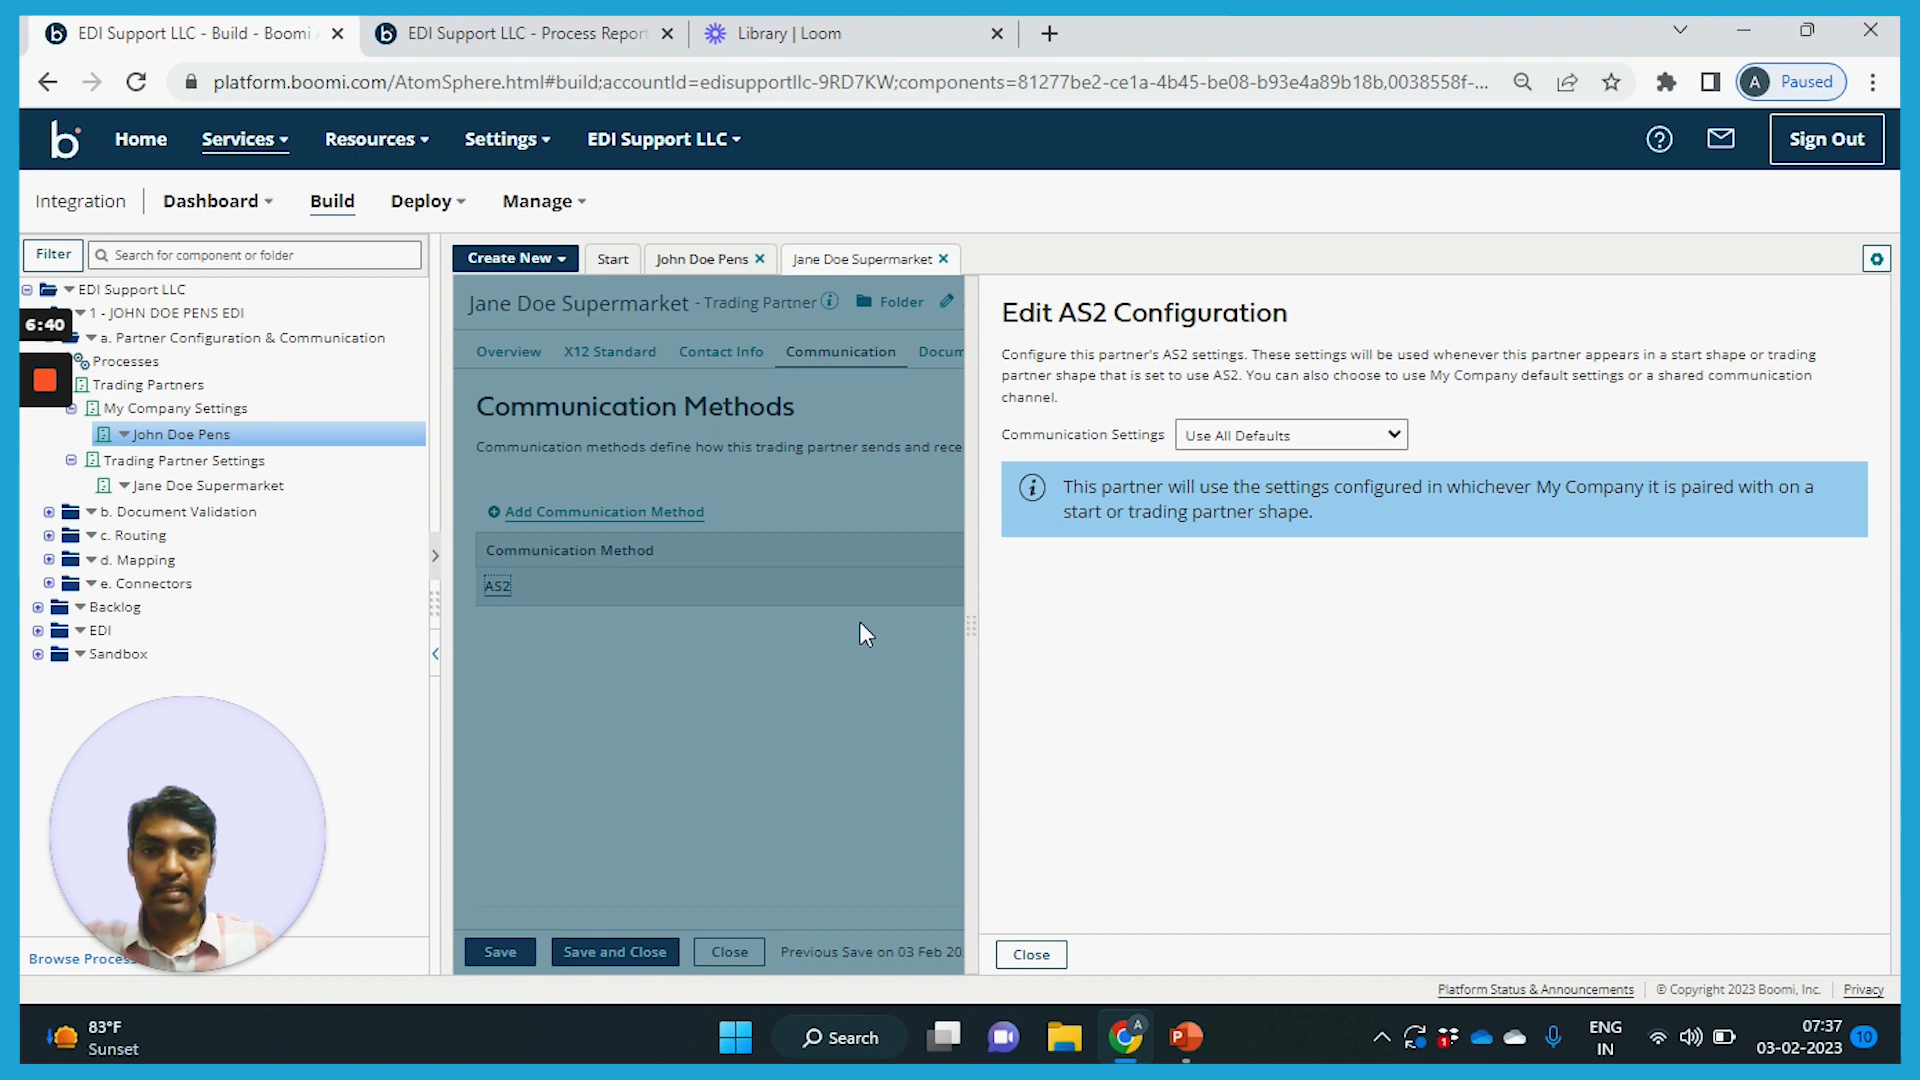 EDI Support LLC - Build - Boomi
EDI Support LLC - Process Report
Library | Loom
platform.boomi.com/AtomSphere.html#build;accountId=edisupportllc-9RD7KW;components=81277be2-ce1a-4b45-be08-b93e4a89b18b,0038558f-...
A Paused
Home Services Resources Settings EDI Support LLC
Sign Out
Integration Dashboard Build Deploy Manage
Filter
Search for component or folder
EDI Support LLC
1 - JOHN DOE PENS EDI
6:40
a. Partner Configuration & Communication
Processes
Trading Partners
My Company Settings
John Doe Pens
Trading Partner Settings
Jane Doe Supermarket
b. Document Validation
c. Routing
d. Mapping
e. Connectors
Backlog
EDI
Sandbox
Browse Process
Create New Start John Doe Pens Jane Doe Supermarket
Jane Doe Supermarket - Trading Partner Folder
Overview X12 Standard Contact Info Communication Docum
Communication Methods
Communication methods define how this trading partner sends and rece
Add Communication Method
Communication Method
AS2
Save Save and Close Close Previous Save on 03 Feb 20
Edit AS2 Configuration
Configure this partner's AS2 settings. These settings will be used whenever this partner appears in a start shape or trading
partner shape that is set to use AS2. You can also choose to use My Company default settings or a shared communication
channel.
Communication Settings Use All Defaults
This partner will use the settings configured in whichever My Company it is paired with on a
start or trading partner shape.
Close
Platform Status & Announcements © Copyright 2023 Boomi, Inc. Privacy
83°F
Sunset
Search
A
1
ENG
IN
07:37
03-02-2023
10